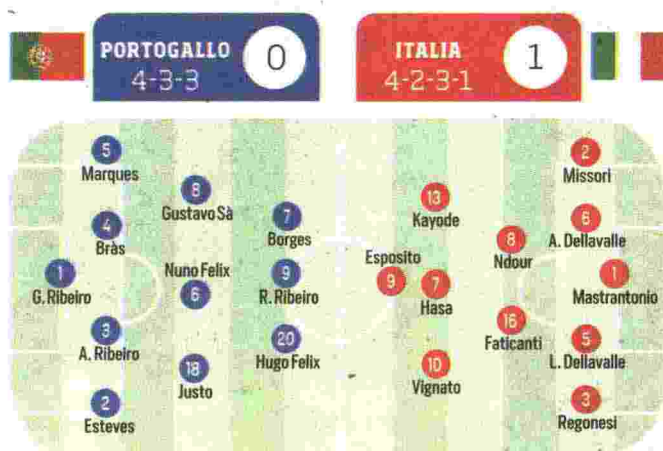 PORTOGALLO
4-3-3
0
ITALIA
4-2-3-1
1
5
Marques
8
Gustavo Sà
4
Bràs
7
Borges
1
G. Ribeiro
Nuno Felix
6
9
R. Ribeiro
3
A. Ribeiro
20
Hugo Felix
18
Justo
2
Esteves
2
Missori
13
Kayode
6
A. Dellavalle
8
Ndour
Esposito
9
7
Hasa
1
Mastrantonio
16
Faticanti
5
L. Dellavalle
10
Vignato
3
Regonesi